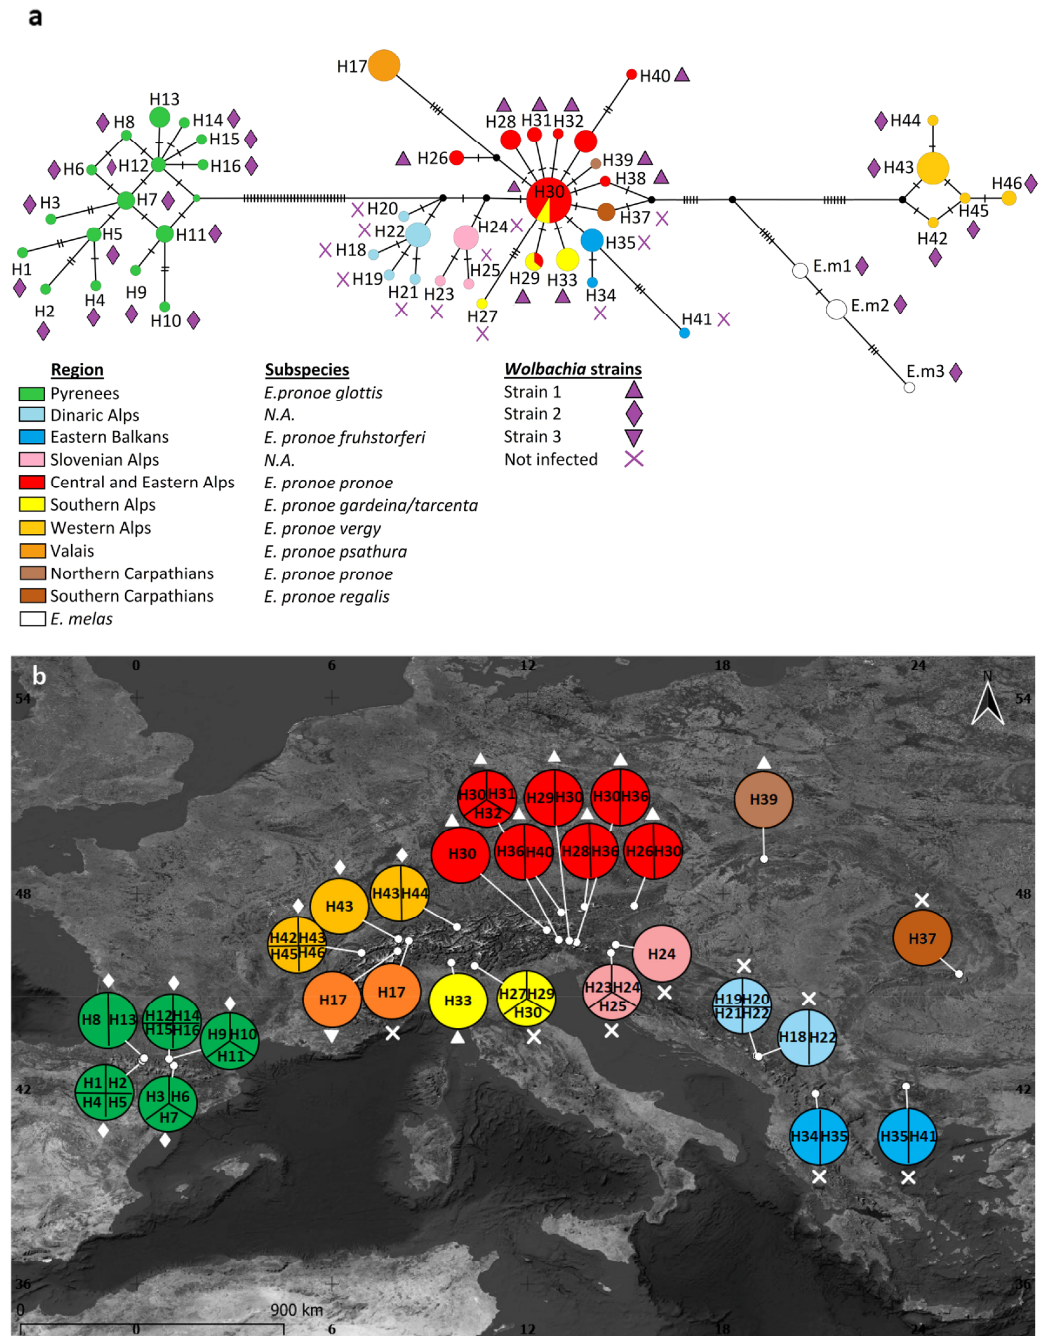 a
H17
H40
H13
H8
H14
H15
H28
H31
H32
H6
H12
H16
H26
H39
H38
H44
H43
H3
H7
H30
H46
H45
H20
H24
H37
H5
H11
H22
H18
H35
H42
H1
H25
H29
H33
E.m1
H9
H19
H21
H23
H34
H2
H4
H10
H27
H41
E.m2
E.m3
Region Subspecies Wolbachia strains
Pyrenees E.pronoe glottis Strain 1
Dinaric Alps N.A. Strain 2
Eastern Balkans E. pronoe fruhstorferi Strain 3
Slovenian Alps N.A. Not infected
Central and Eastern Alps E. pronoe pronoe
Southern Alps E. pronoe gardeina/tarcenta
Western Alps E. pronoe vergy
Valais E. pronoe psathura
Northern Carpathians E. pronoe pronoe
Southern Carpathians E. pronoe regalis
E. melas
b
0 6 12 18 24
N
54 54
H30 H31
H32
H29 H30
H30 H36
H39
H30
H36 H40
H28 H36
H26 H30
48 48
H43 H44
H43
H42 H43
H45 H46
H37
H24
H17
H17
H33
H27 H29
H30
H23 H24
H25
H19 H20
H21 H22
H18 H22
H8 H13
H12 H14
H15 H16
H9 H10
H11
H1 H2
H4 H5
H3 H6
H7
42 42
H34 H35
H35 H41
36 36
0 900 km
0 6 12 18 24